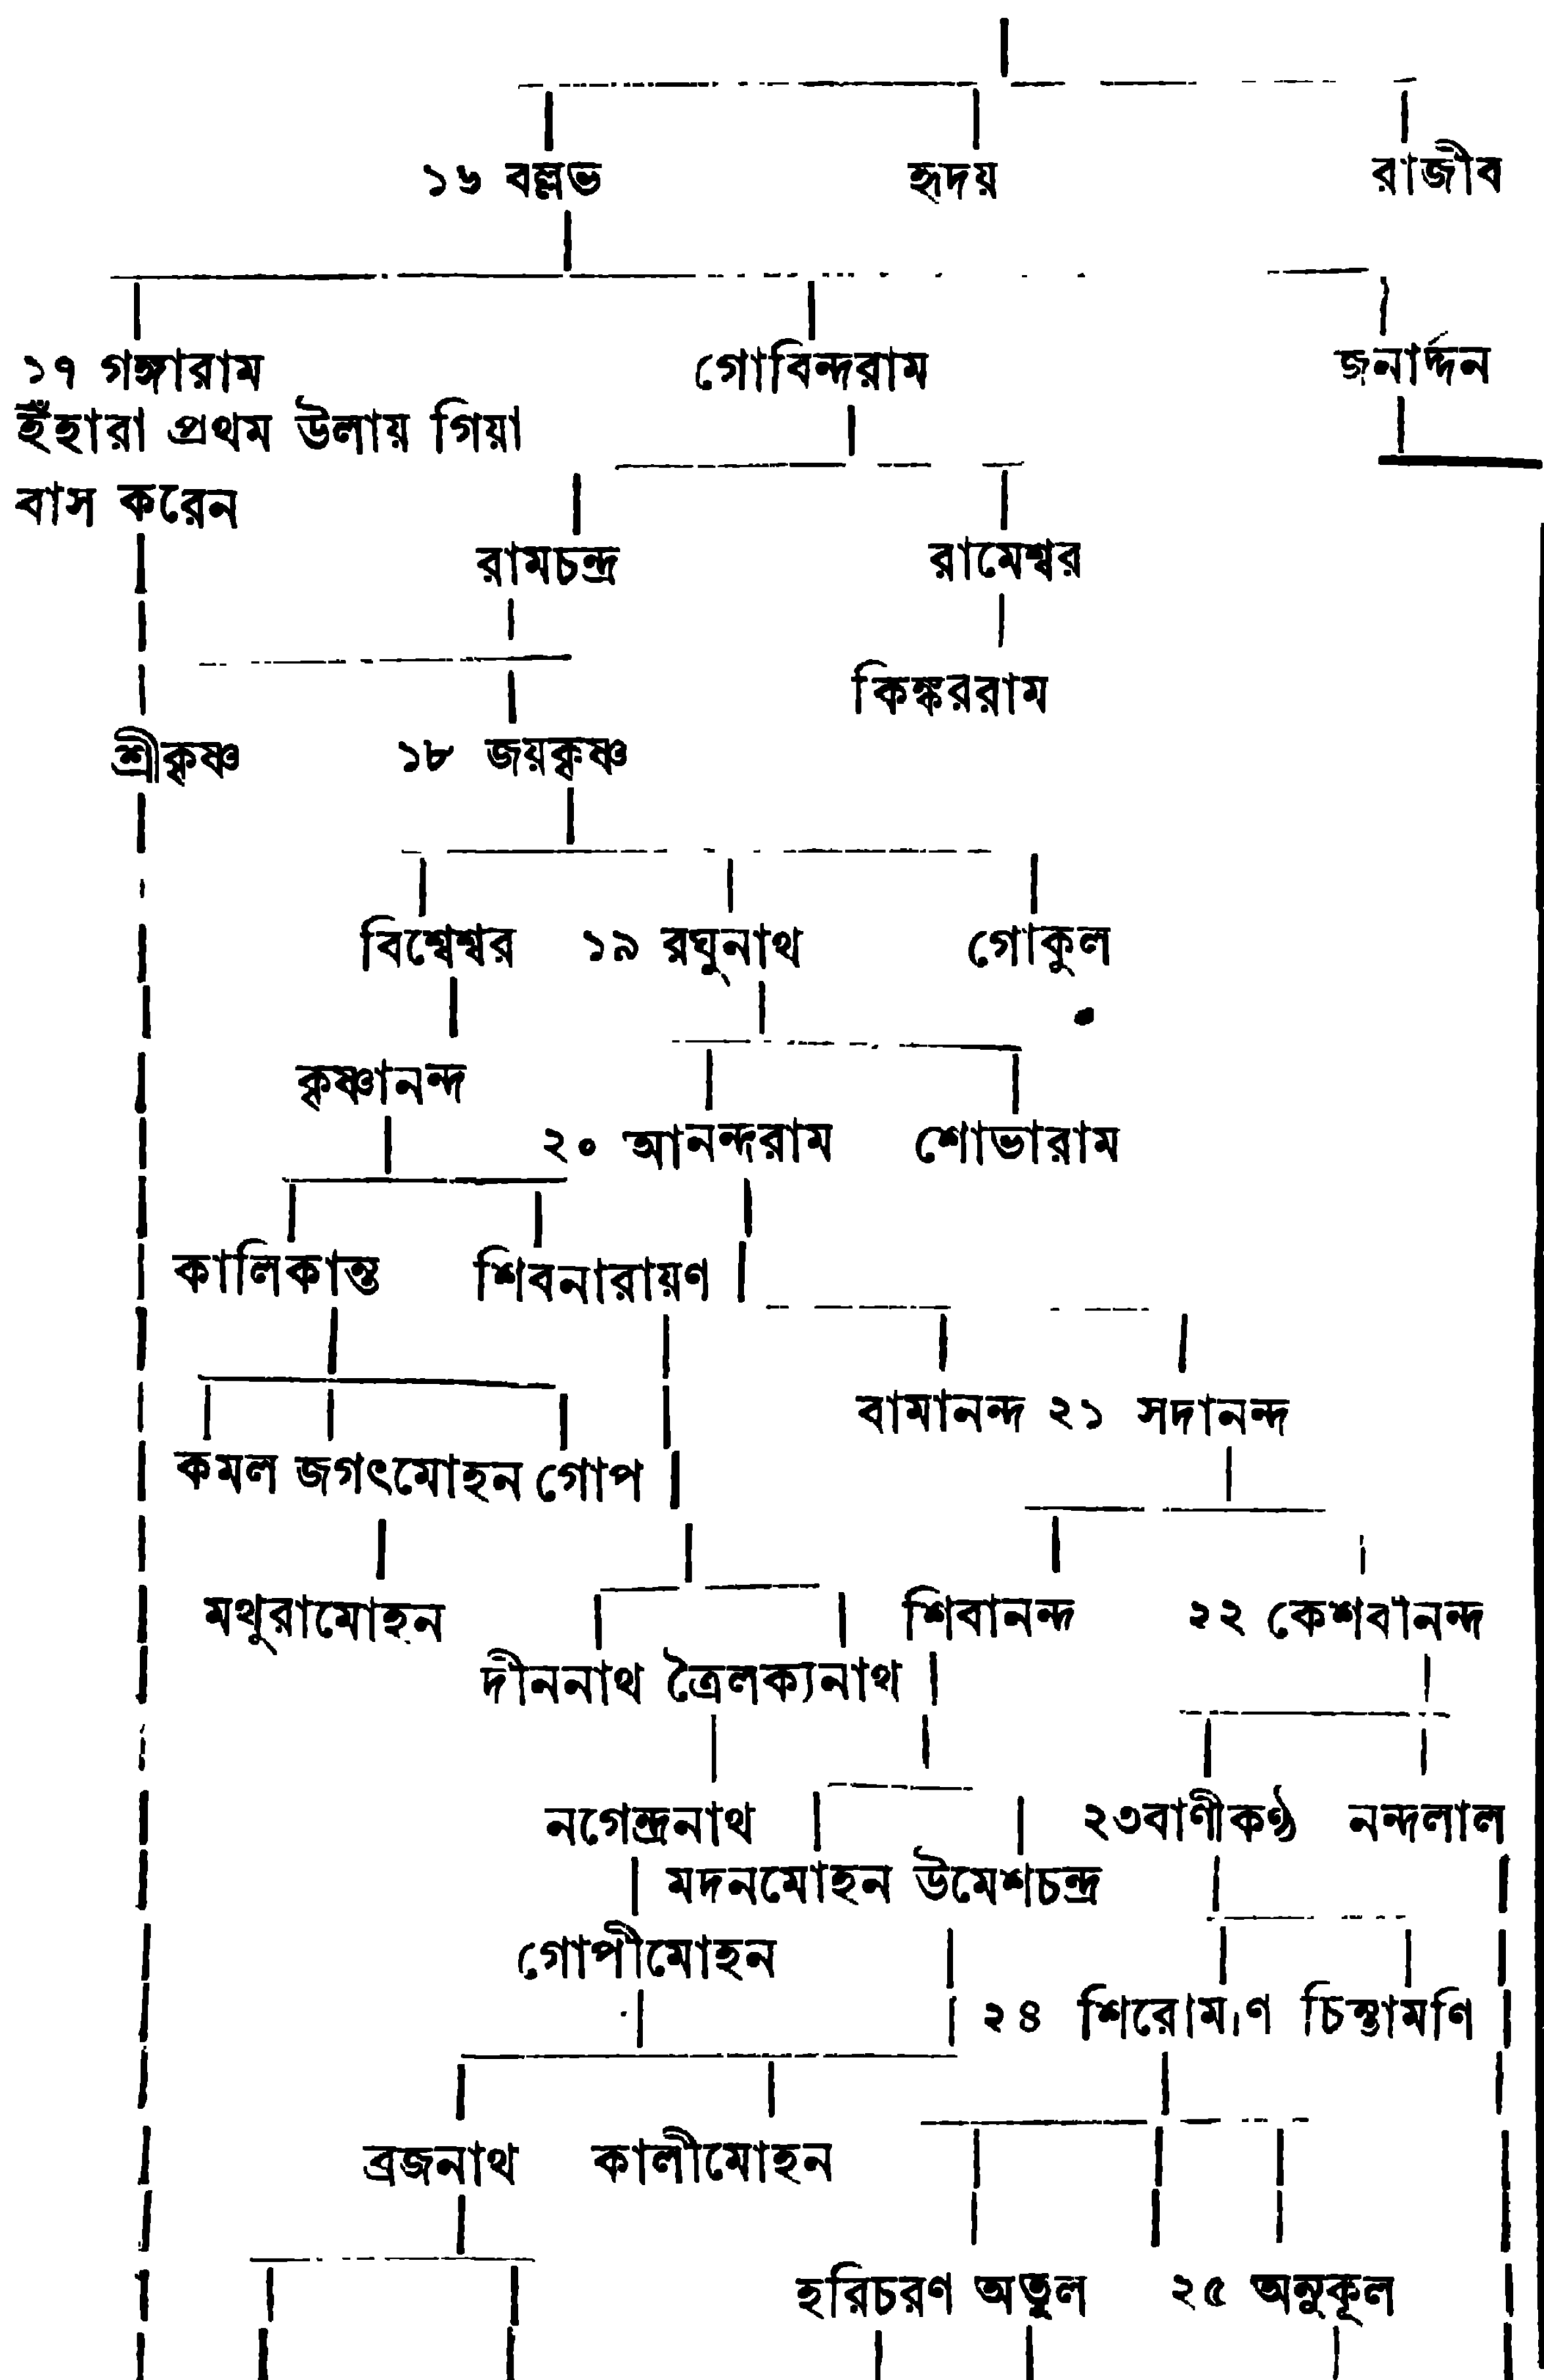 ১৬ বল্লভ হৃদয় রাজীব
১৭ গঙ্গারাম গোবিন্দরাম জনার্দ্দন
ইঁহারা প্রথম উলায় গিয়া
বাস করেন
রামচন্দ্র রামেশ্বর
কিঙ্কররাম
শ্রীকৃষ্ণ ১৮ জয়কৃষ্ণ
বিশ্বেশ্বর ১৯ রঘুনাথ গোকুল
কৃষ্ণানন্দ
২০ আনন্দরাম শোভারাম
কালিকান্ত শিবনারায়ণ
বামানন্দ ২১ সদানন্দ
কমল জগৎমোহন গোপ
মথুরামোহন শিবানন্দ ২২ কেশবানন্দ
দীননাথ ত্রৈলক্যনাথ
নগেন্দ্রনাথ ২৩বাণীকণ্ঠ নন্দলাল
মদনমোহন উমেশচন্দ্র
গোপীমোহন
২৪ শিরোমণি চিন্তামণি
ব্রজনাথ কালীমোহন
হরিচরণ অতুল ২৫ অনুকূল